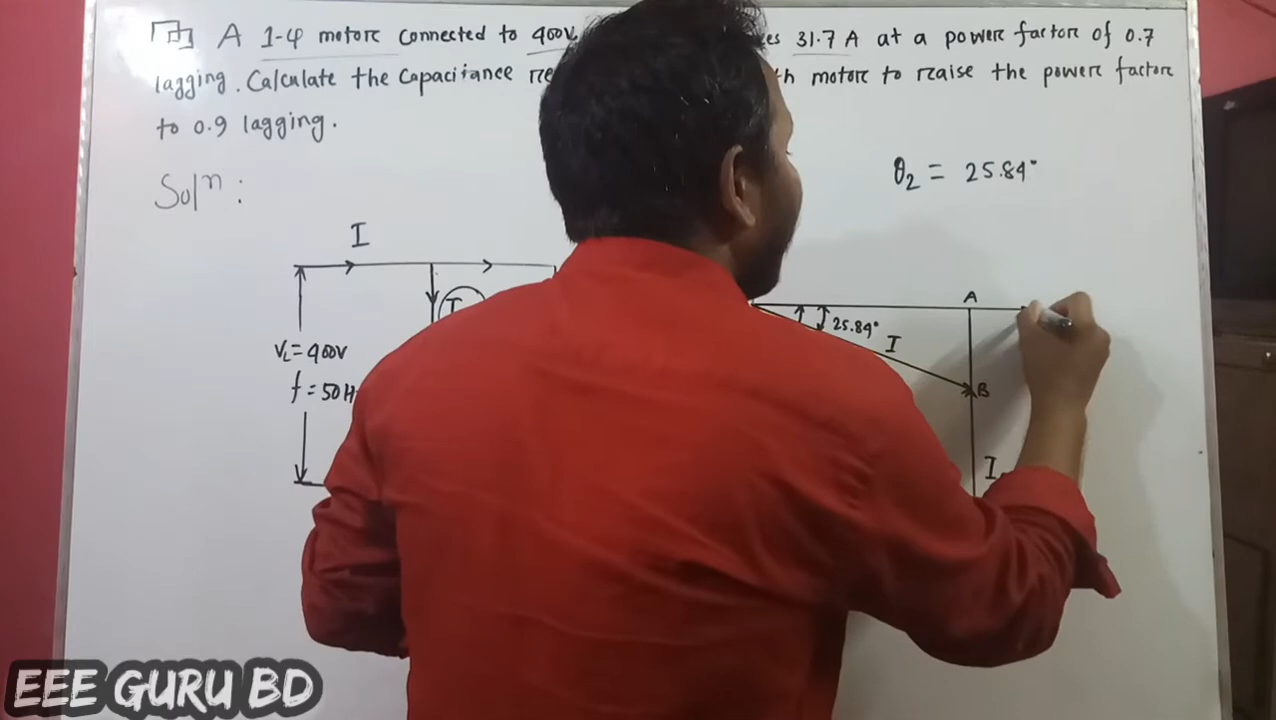 A 1-φ motor connected to 400V, es 31.7 A at a power factor of 0.7
lagging. Calculate the Capacitance re h motor to raise the power factor
to 0.9 lagging.
Solⁿ:
θ₂ = 25.84°
I
I
A
25.84°
I
V_L = 400V
f = 50H
B
I
EEE GURU BD